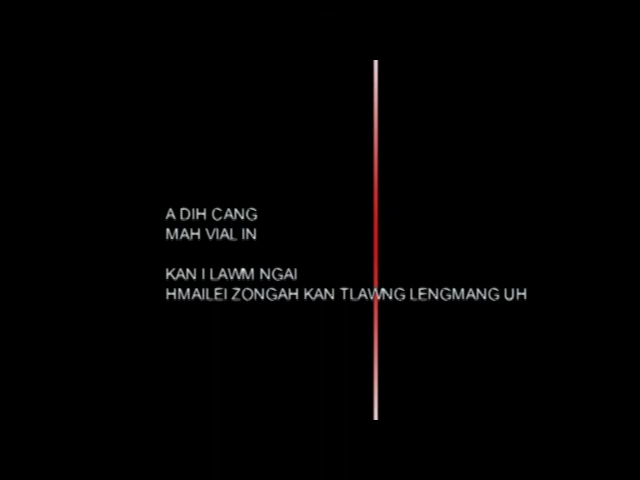 A DIH CANG
MAH VIAL IN
KAN I LAWM NGAI
HMAILEI ZONGAH KAN TLAWNG LENGMANG UH